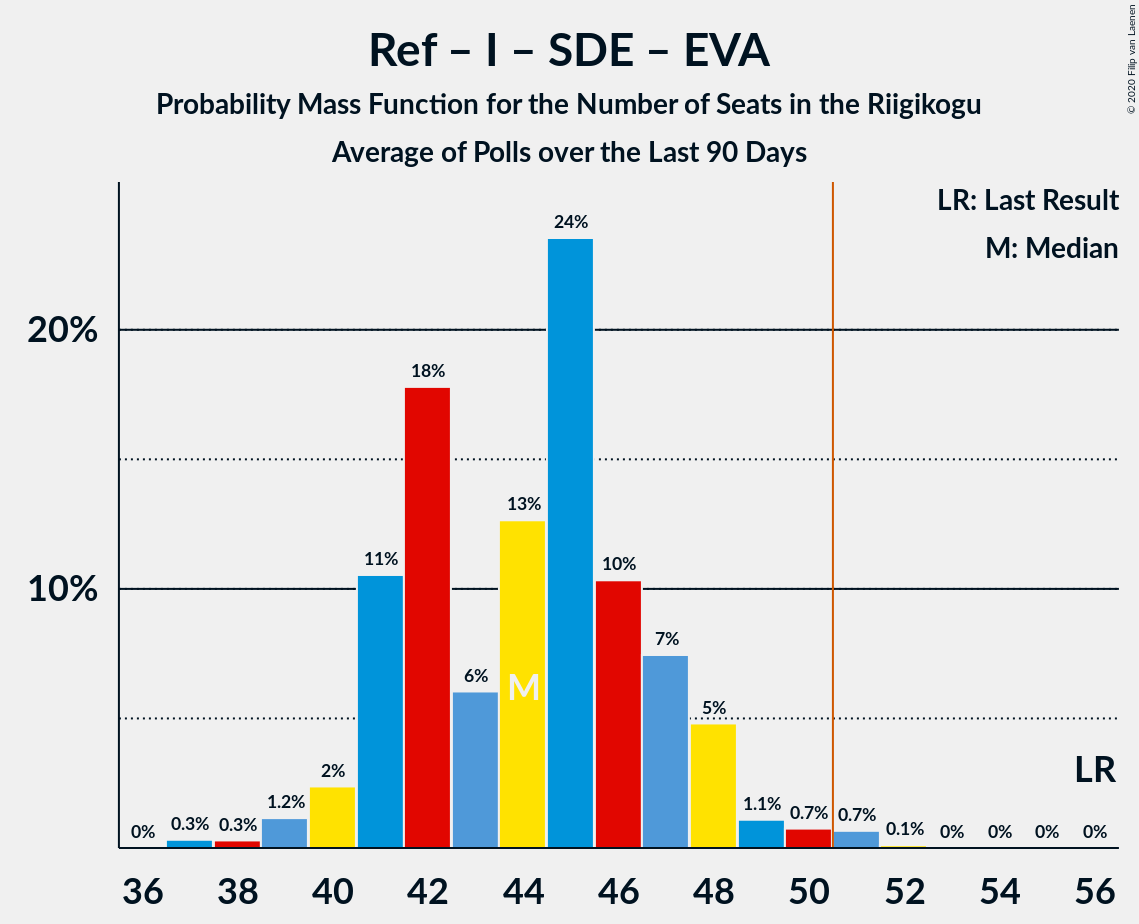 Ref – I – SDE – EVA
Probability Mass Function for the Number of Seats in the Riigikogu
Average of Polls over the Last 90 Days
© 2020 Filip van Laenen
LR: Last Result
M: Median
20%
10%
0%
0.3%
0.3%
1.2%
2%
11%
18%
6%
13%
24%
10%
7%
5%
1.1%
0.7%
0.7%
0.1%
0%
0%
0%
0%
M
LR
36 38 40 42 44 46 48 50 52 54 56